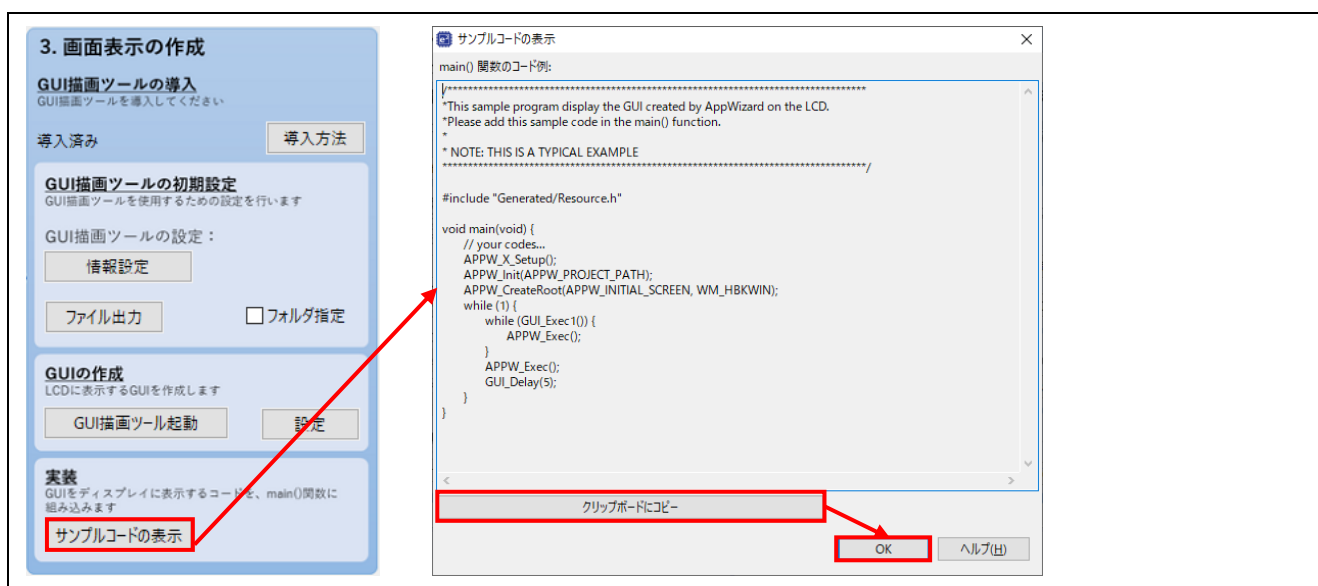 3. 画面表示の作成
GUI描画ツールの導入
GUI描画ツールを導入してください
導入済み
導入方法
GUI描画ツールの初期設定
GUI描画ツールを使用するための設定を行います
GUI描画ツールの設定：
情報設定
ファイル出力
フォルダ指定
GUIの作成
LCDに表示するGUIを作成します
GUI描画ツール起動
設定
実装
GUIをディスプレイに表示するコードを、main()関数に
組み込みます
サンプルコードの表示
サンプルコードの表示
main() 関数のコード例:
/*******************************************************************************
*This sample program display the GUI created by AppWizard on the LCD.
*Please add this sample code in the main() function.
*
* NOTE: THIS IS A TYPICAL EXAMPLE
*******************************************************************************/
#include "Generated/Resource.h"
void main(void) {
// your codes...
APPW_X_Setup();
APPW_Init(APPW_PROJECT_PATH);
APPW_CreateRoot(APPW_INITIAL_SCREEN, WM_HBKWIN);
while (1) {
while (GUI_Exec1()) {
APPW_Exec();
}
APPW_Exec();
GUI_Delay(5);
}
}
クリップボードにコピー
OK
ヘルプ(H)